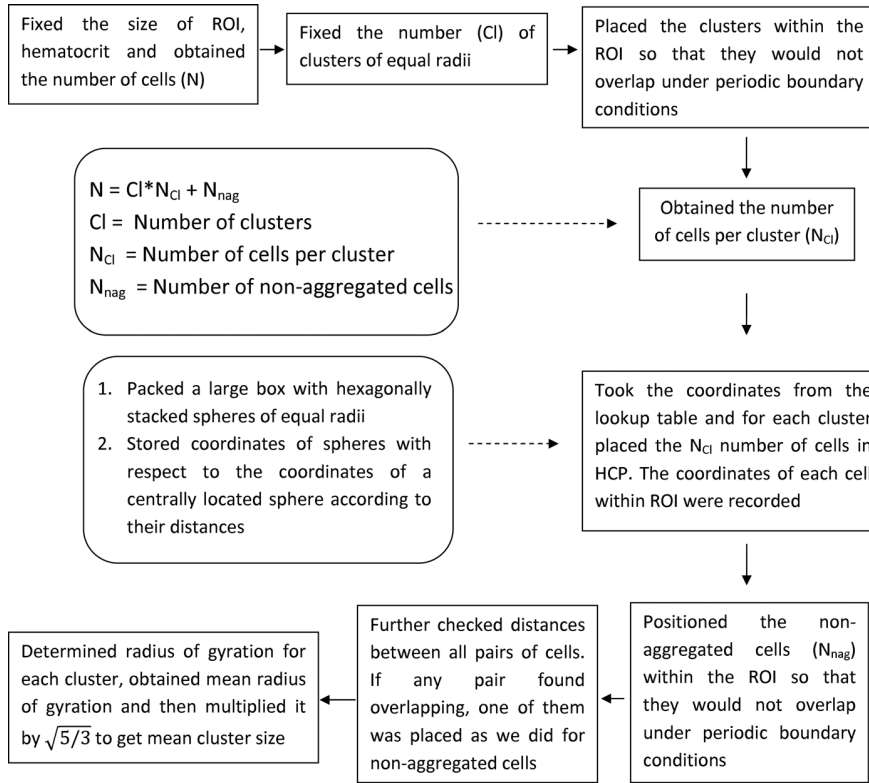 Fixed the size of ROI,
hematocrit and obtained
the number of cells (N)
Fixed the number (Cl) of
clusters of equal radii
Placed the clusters within the
ROI so that they would not
overlap under periodic boundary
conditions
N = Cl*N_Cl + N_nag
Cl = Number of clusters
N_Cl = Number of cells per cluster
N_nag = Number of non-aggregated cells
Obtained the number
of cells per cluster (N_Cl)
1. Packed a large box with hexagonally
stacked spheres of equal radii
2. Stored coordinates of spheres with
respect to the coordinates of a
centrally located sphere according to
their distances
Took the coordinates from the
lookup table and for each cluster
placed the N_Cl number of cells in
HCP. The coordinates of each cell
within ROI were recorded
Positioned the non-
aggregated cells (N_nag)
within the ROI so that
they would not overlap
under periodic boundary
conditions
Further checked distances
between all pairs of cells.
If any pair found
overlapping, one of them
was placed as we did for
non-aggregated cells
Determined radius of gyration for
each cluster, obtained mean radius
of gyration and then multiplied it
by √5/3 to get mean cluster size